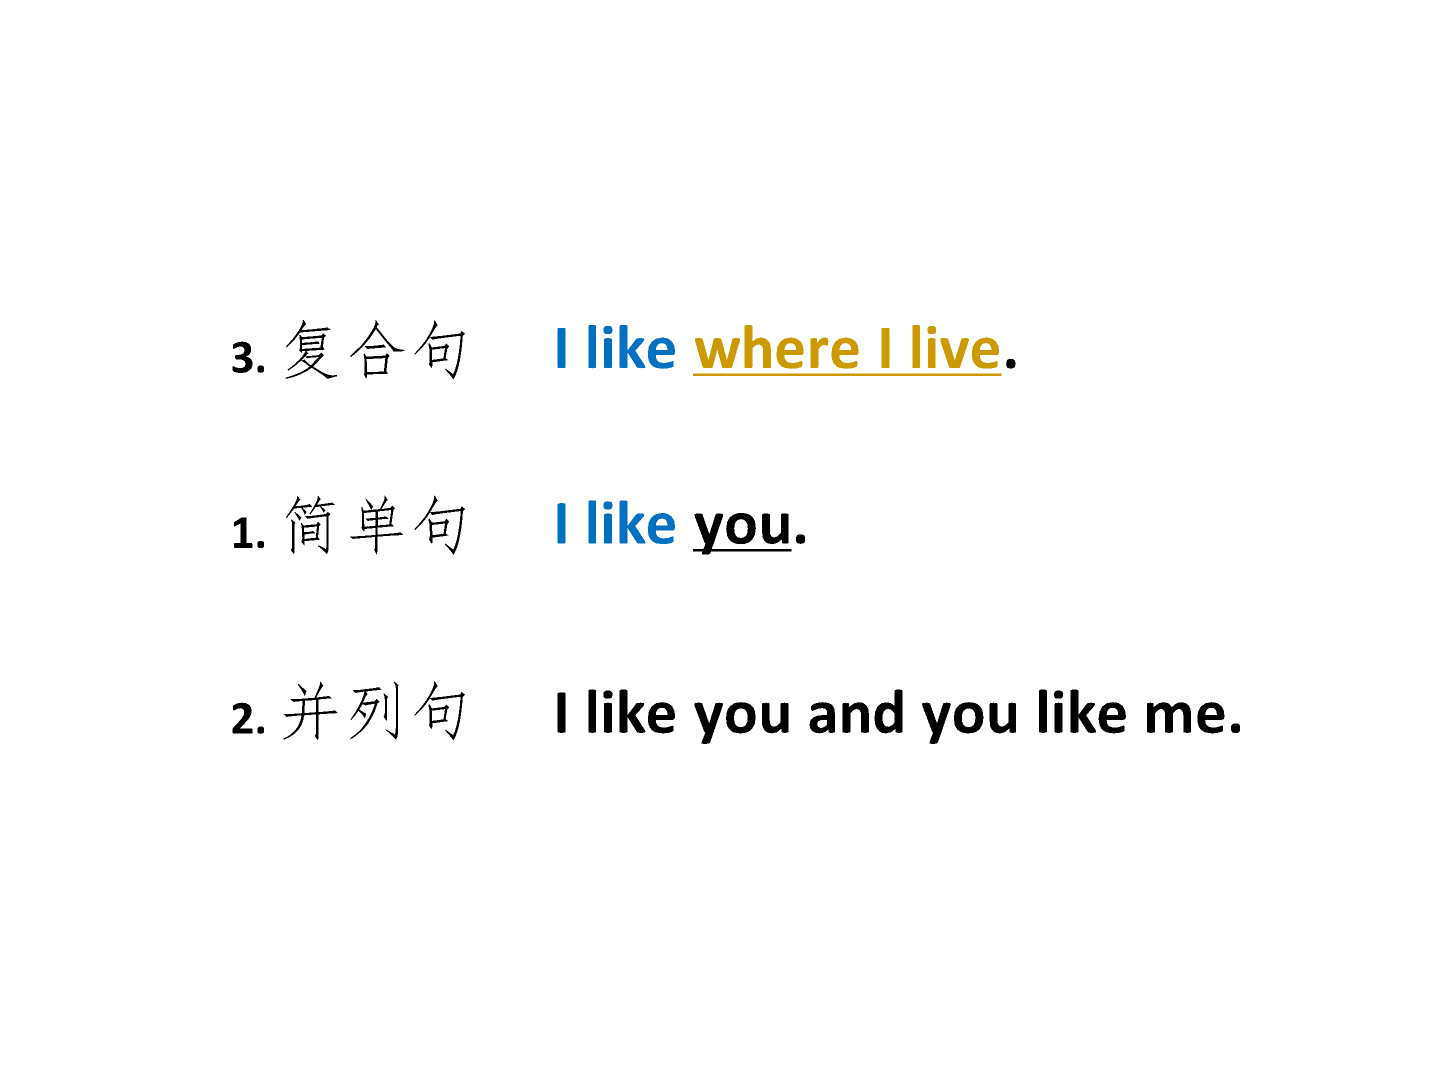 3. 复合句 I like where I live.
1. 简单句 I like you.
2. 并列句 I like you and you like me.